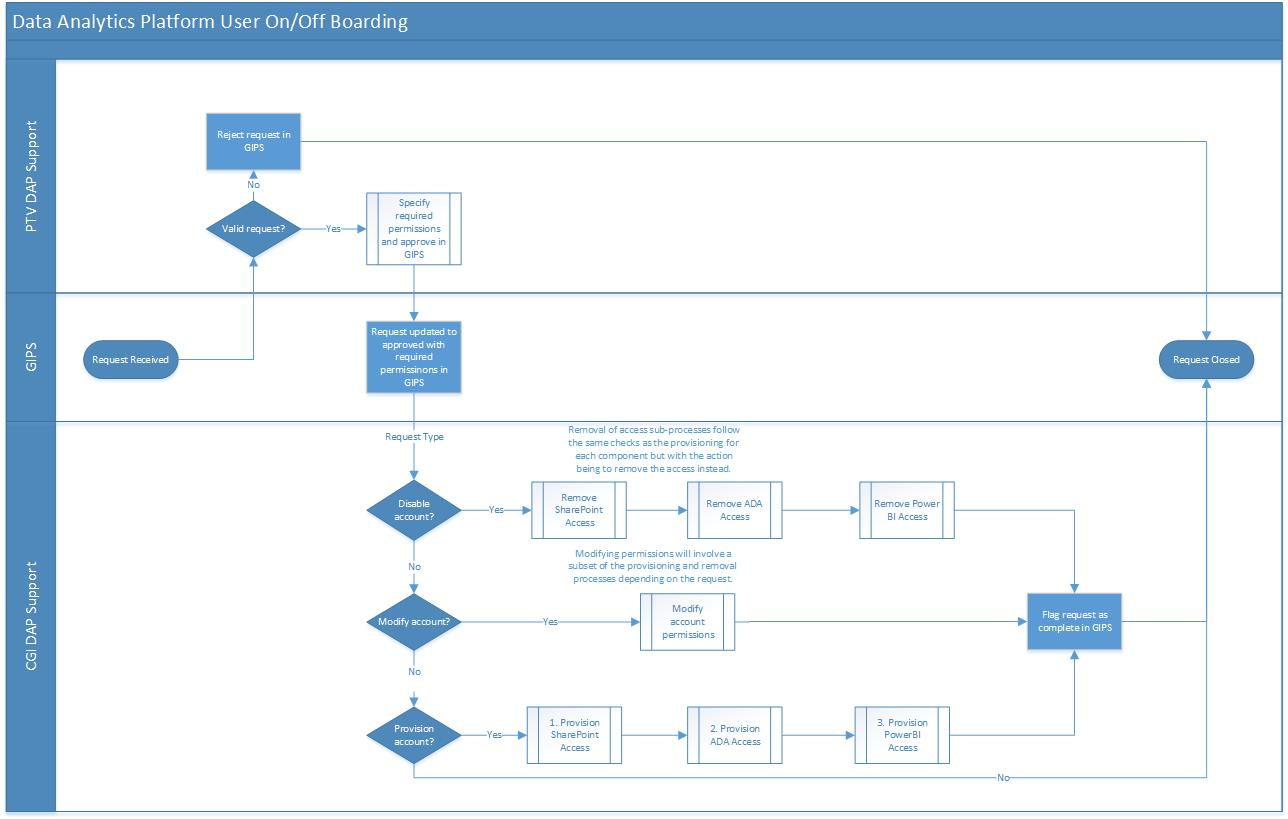 Data Analytics Platform User On/Off Boarding
PTV DAP Support
Reject request in
GIPS
No
Valid request?
Yes
Specify
required
permissions
and approve in
GIPS
GIPS
Request Received
Request updated to
approved with
required
permissinons in
GIPS
Request Closed
CGI DAP Support
Request Type
Removal of access sub-processes follow
the same checks as the provisioning for
each component but with the action
being to remove the access instead.
Disable
account?
Yes
Remove
SharePoint
Access
Remove ADA
Access
Remove Power
BI Access
No
Modifying permissions will involve a
subset of the provisioning and removal
processes depending on the request.
Modify account?
Yes
Modify
account
permissions
Flag request as
complete in GIPS
No
Provision
account?
Yes
1. Provision
SharePoint
Access
2. Provision
ADA Access
3. Provision
PowerBI
Access
No